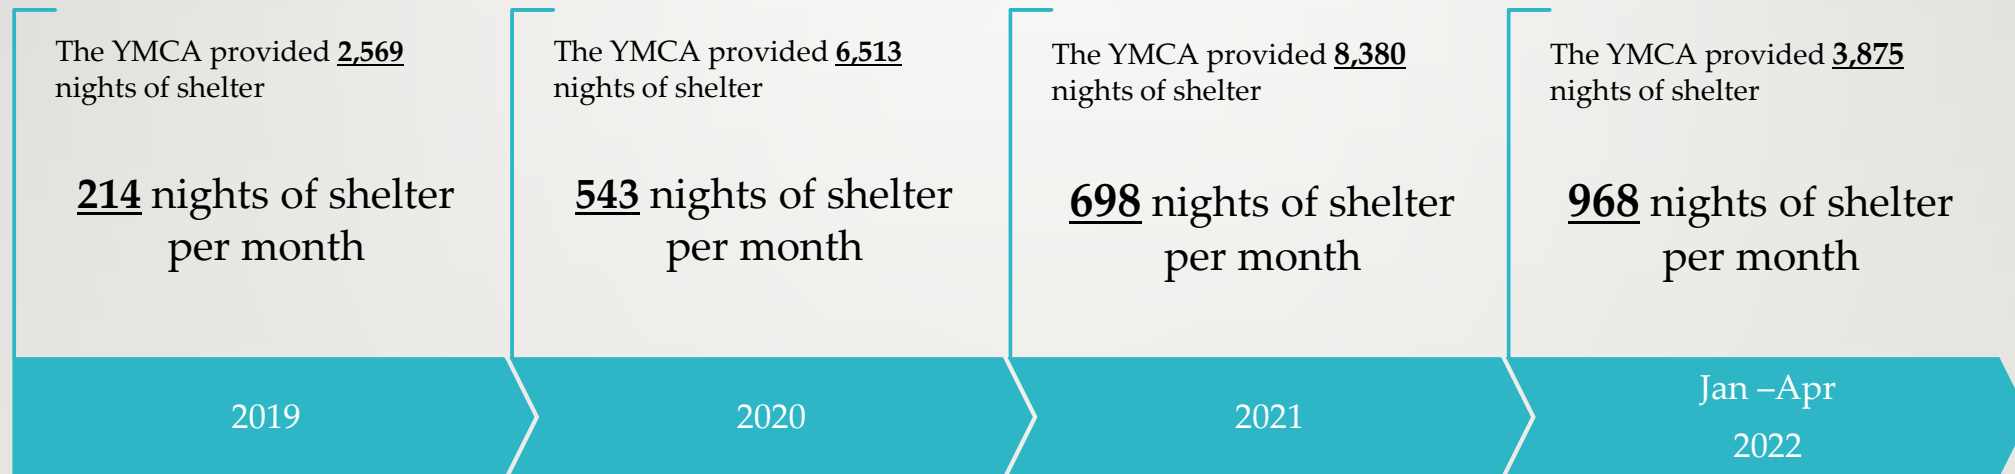 The YMCA provided 2,569
nights of shelter
214 nights of shelter
per month
2019
The YMCA provided 6,513
nights of shelter
543 nights of shelter
per month
2020
The YMCA provided 8,380
nights of shelter
698 nights of shelter
per month
2021
The YMCA provided 3,875
nights of shelter
968 nights of shelter
per month
Jan –Apr
2022